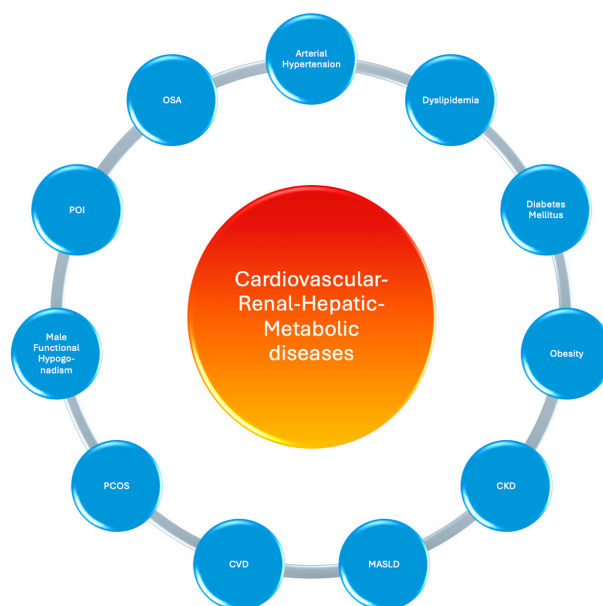 Arterial
Hypertension
Dyslipidemia
Diabetes
Mellitus
Obesity
CKD
MASLD
CVD
PCOS
Male
Functional
Hypogo-
nadism
POI
OSA
Cardiovascular-
Renal-Hepatic-
Metabolic
diseases